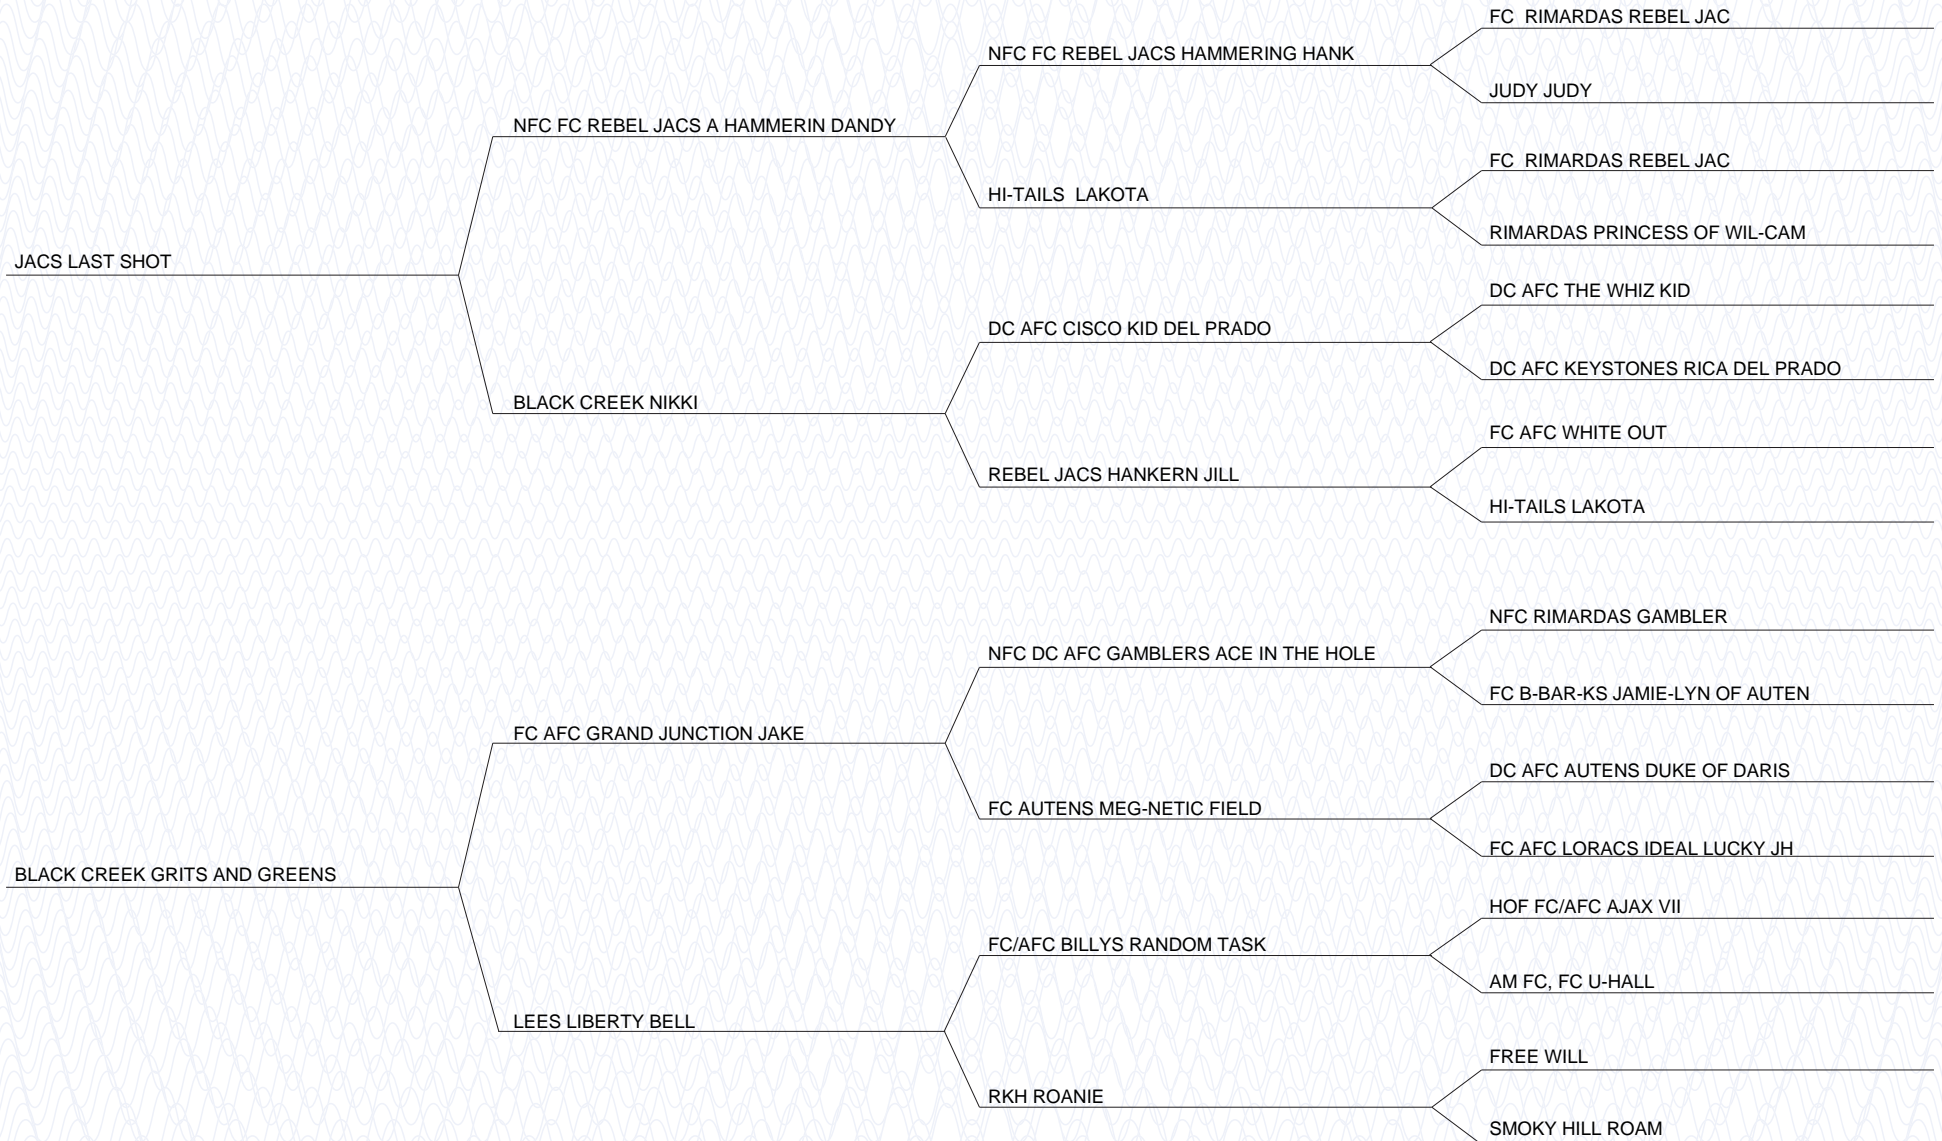 FC  RIMARDAS REBEL JAC
NFC FC REBEL JACS HAMMERING HANK
JUDY JUDY
NFC FC REBEL JACS A HAMMERIN DANDY
FC  RIMARDAS REBEL JAC
HI-TAILS  LAKOTA
RIMARDAS PRINCESS OF WIL-CAM
JACS LAST SHOT
DC AFC THE WHIZ KID
DC AFC CISCO KID DEL PRADO
DC AFC KEYSTONES RICA DEL PRADO
BLACK CREEK NIKKI
FC AFC WHITE OUT
REBEL JACS HANKERN JILL
HI-TAILS LAKOTA
NFC RIMARDAS GAMBLER
NFC DC AFC GAMBLERS ACE IN THE HOLE
FC B-BAR-KS JAMIE-LYN OF AUTEN
FC AFC GRAND JUNCTION JAKE
DC AFC AUTENS DUKE OF DARIS
FC AUTENS MEG-NETIC FIELD
FC AFC LORACS IDEAL LUCKY JH
BLACK CREEK GRITS AND GREENS
HOF FC/AFC AJAX VII
FC/AFC BILLYS RANDOM TASK
AM FC, FC U-HALL
LEES LIBERTY BELL
FREE WILL
RKH ROANIE
SMOKY HILL ROAM